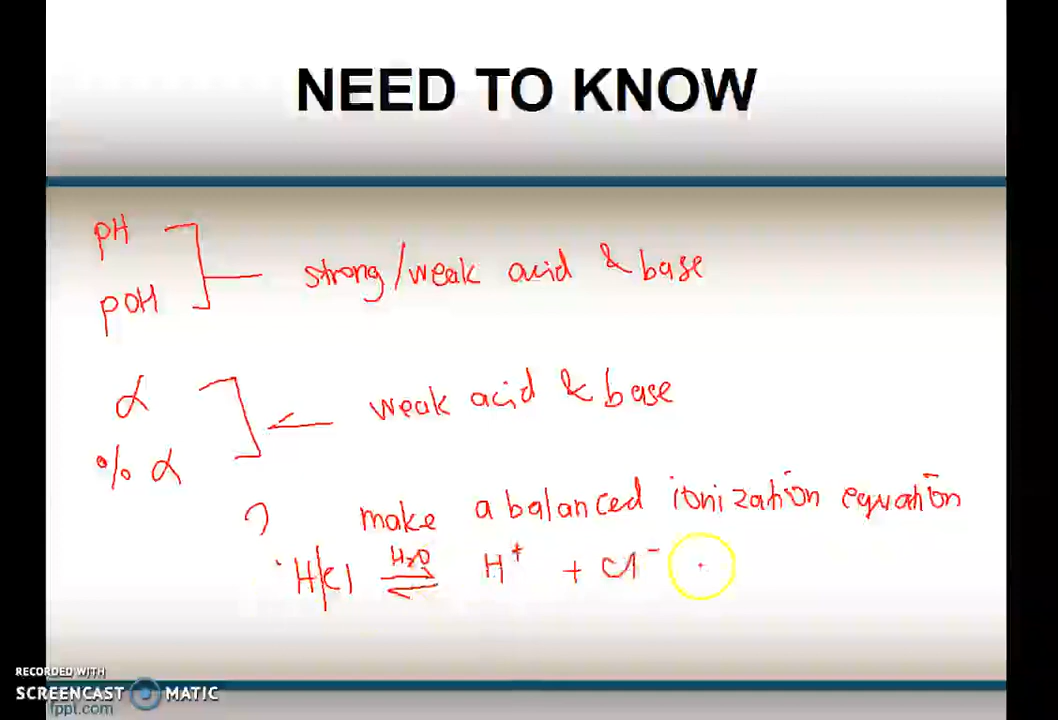 NEED TO KNOW
pH
strong/weak acid & base
pOH
α
weak acid & base
% α
? make a balanced ionization equation
HCl ⇌ H⁺ + Cl⁻
H₂O
RECORDED WITH
SCREENCAST MATIC
fppt.com